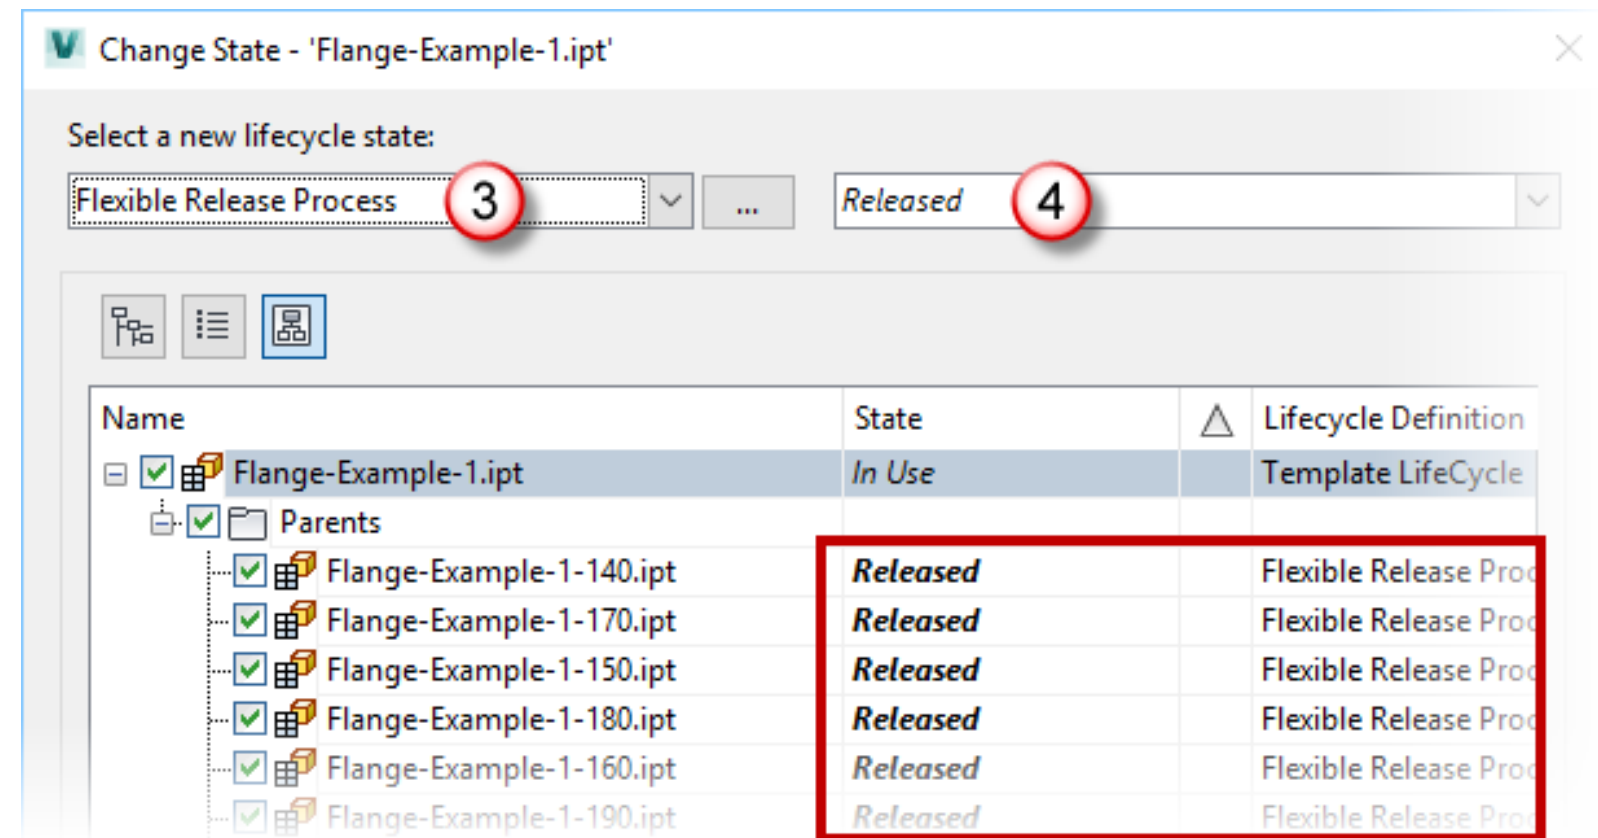 Change State - 'Flange-Example-1.ipt'
Select a new lifecycle state:
Flexible Release Process 3 ... Released 4
Name State Lifecycle Definition
Flange-Example-1.ipt In Use Template LifeCycle
Parents
Flange-Example-1-140.ipt Released Flexible Release Proc
Flange-Example-1-170.ipt Released Flexible Release Proc
Flange-Example-1-150.ipt Released Flexible Release Proc
Flange-Example-1-180.ipt Released Flexible Release Proc
Flange-Example-1-160.ipt Released Flexible Release Proc
Flange-Example-1-190.ipt Released Flexible Release Proc